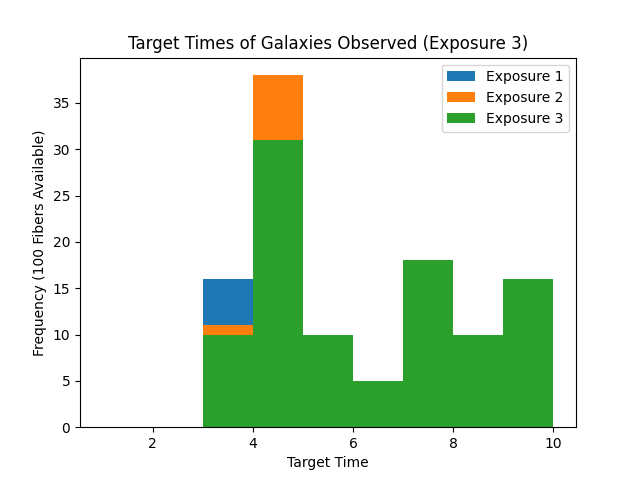 Target Times of Galaxies Observed (Exposure 3)
Exposure 1
Exposure 2
Exposure 3
Frequency (100 Fibers Available)
35
30
25
20
15
10
5
0
2 4 6 8 10
Target Time